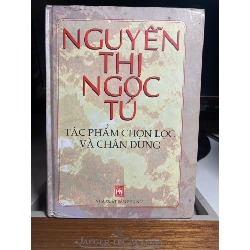 NGUYỄN
THỊ
NGỌC
TÚ
TÁC PHẨM CHỌN LỌC
VÀ CHÂN DUNG